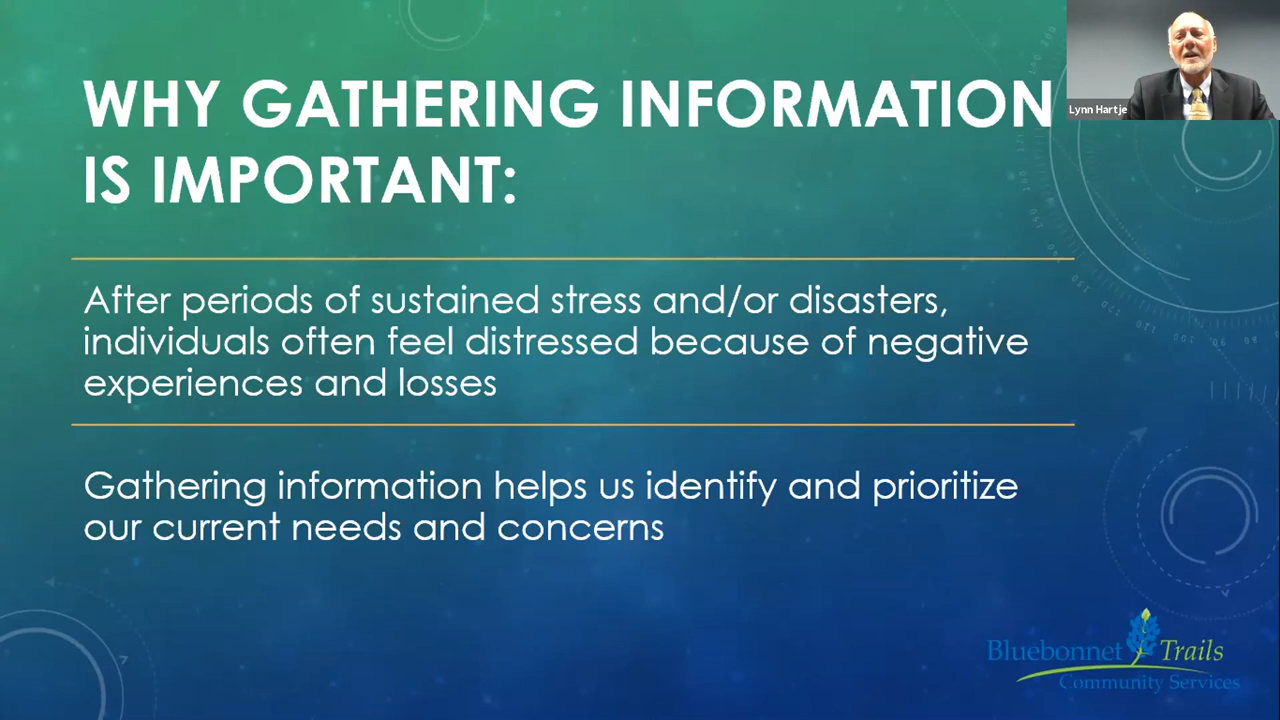 WHY GATHERING INFORMATION
IS IMPORTANT:
Lynn Hartje
After periods of sustained stress and/or disasters,
individuals often feel distressed because of negative
experiences and losses
Gathering information helps us identify and prioritize
our current needs and concerns
Bluebonnet Trails
Community Services